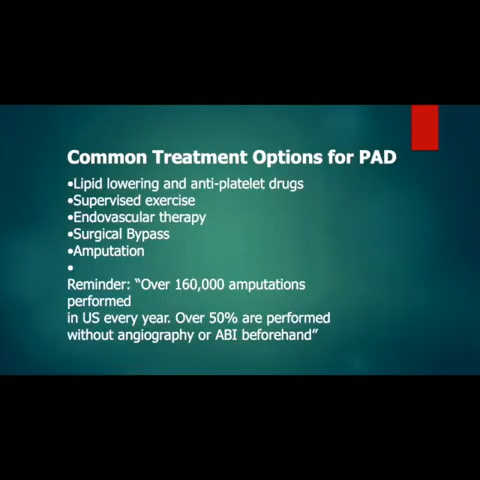 Common Treatment Options for PAD
•Lipid lowering and anti-platelet drugs
•Supervised exercise
•Endovascular therapy
•Surgical Bypass
•Amputation
•
Reminder: “Over 160,000 amputations
performed
in US every year. Over 50% are performed
without angiography or ABI beforehand”